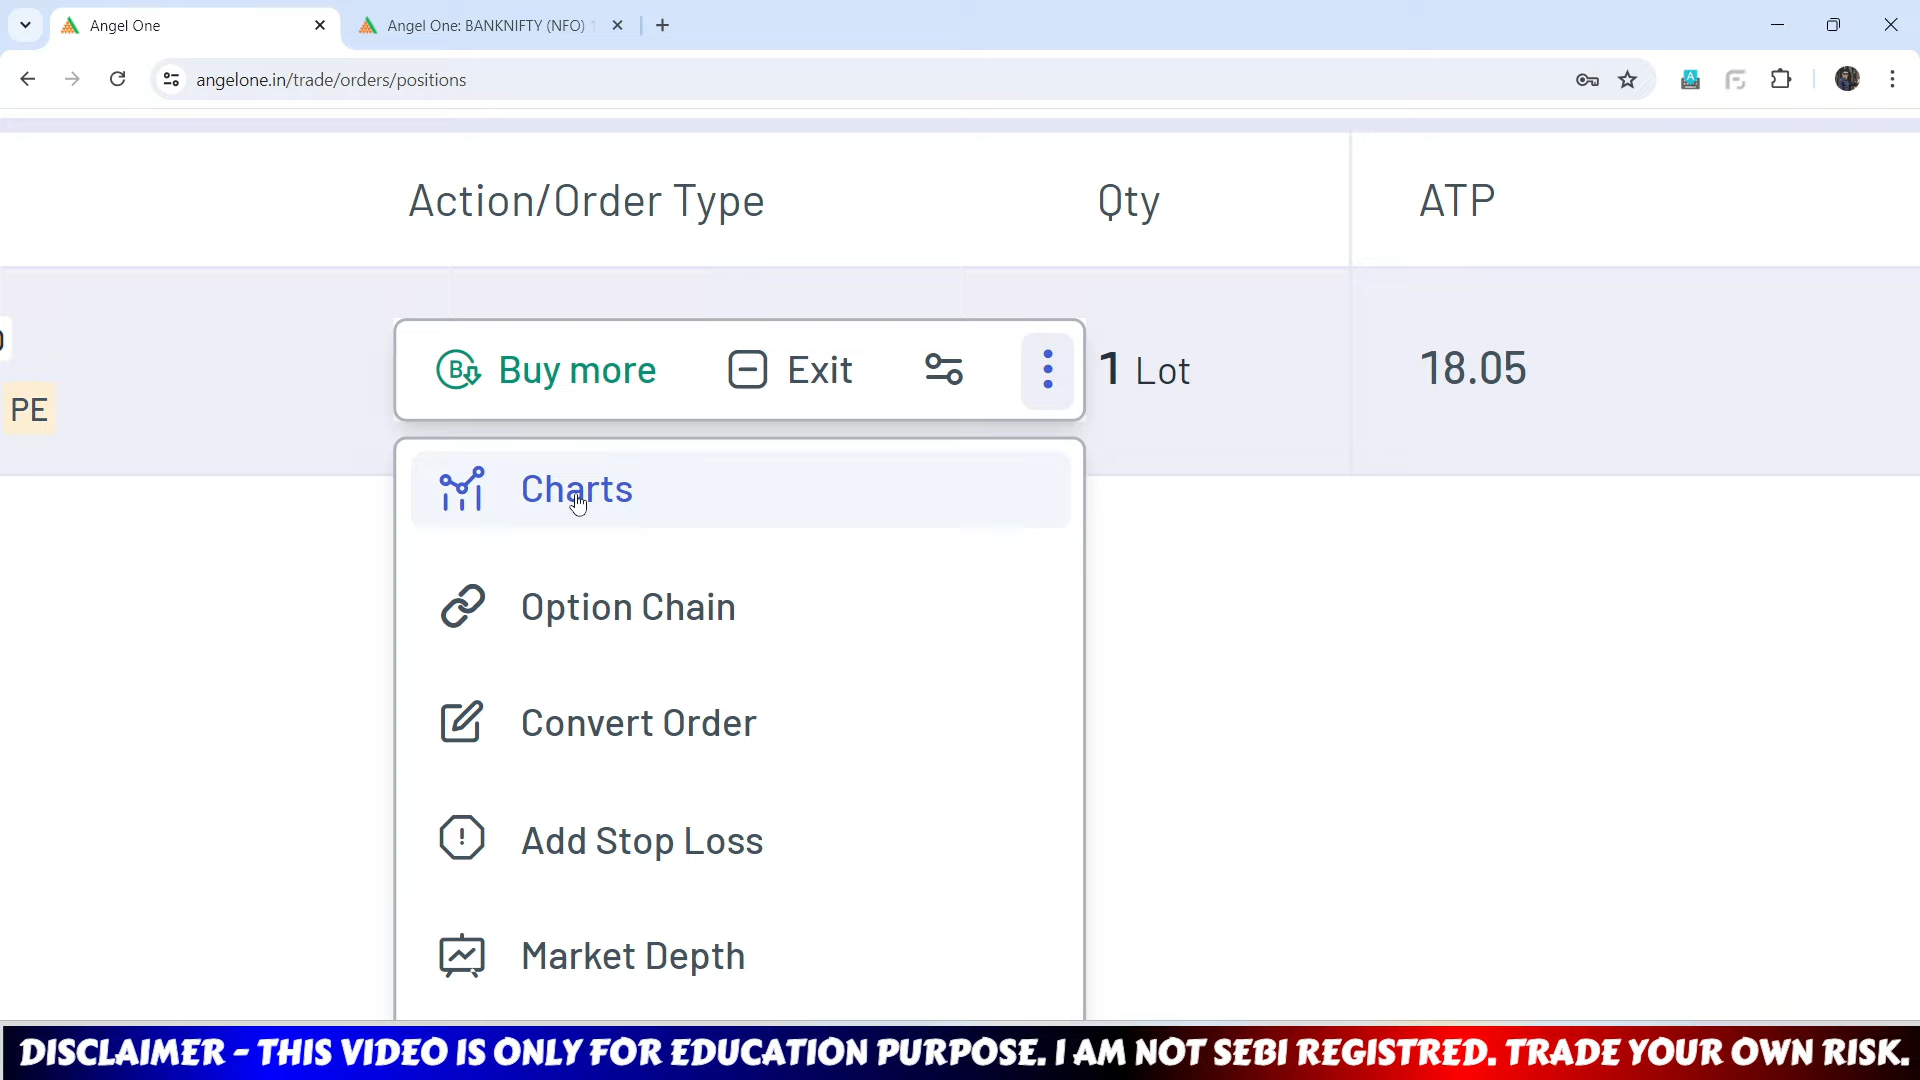 Angel One
Angel One: BANKNIFTY (NFO)
angelone.in/trade/orders/positions
Action/Order Type
Qty
ATP
Buy more
Exit
1 Lot
18.05
PE
Charts
Option Chain
Convert Order
Add Stop Loss
Market Depth
DISCLAIMER - THIS VIDEO IS ONLY FOR EDUCATION PURPOSE. I AM NOT SEBI REGISTRED. TRADE YOUR OWN RISK.